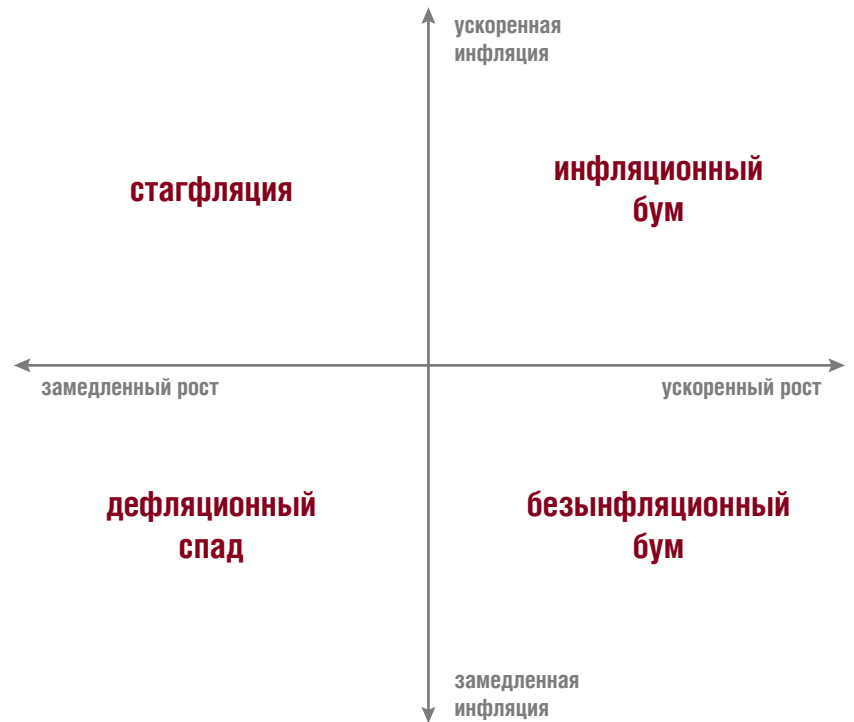 ускоренная
инфляция
стагфляция
инфляционный
бум
замедленный рост
ускоренный рост
дефляционный
спад
безынфляционный
бум
замедленная
инфляция